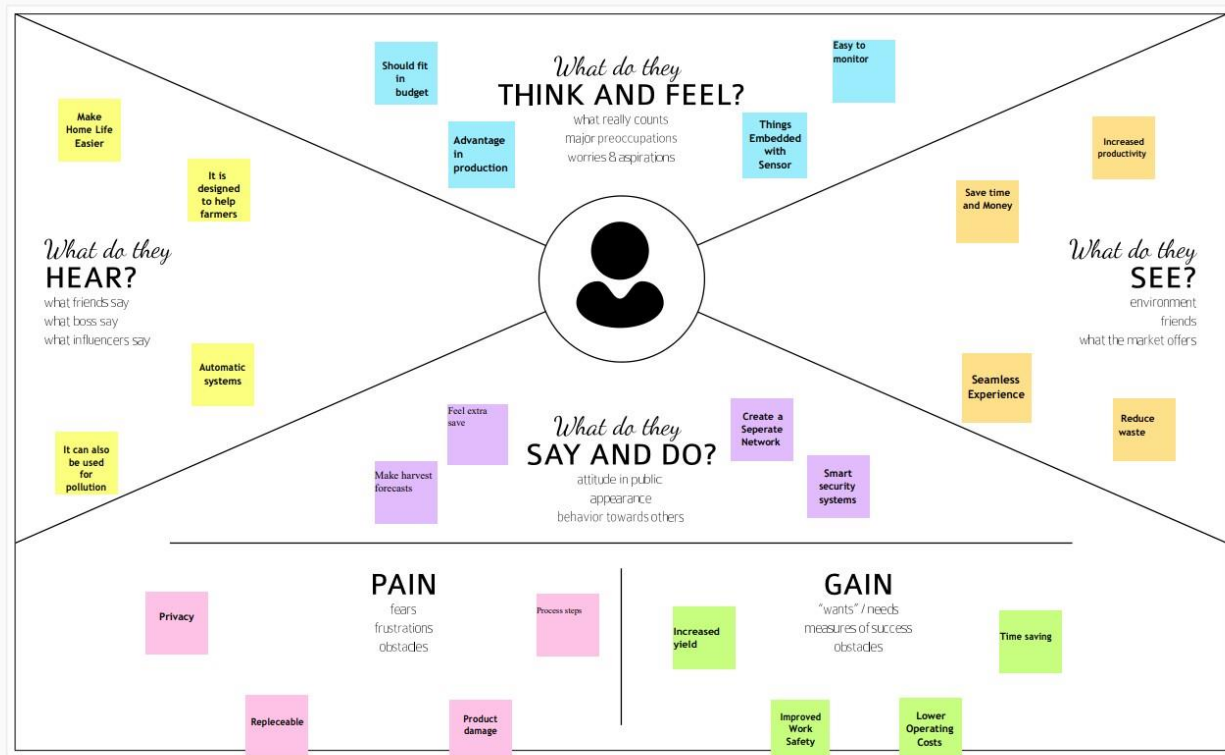 What do they
THINK AND FEEL?
what really counts
major preoccupations
worries & aspirations
Should fit
in
budget
Advantage
in
production
Easy to
monitor
Things
Embedded
with
Sensor
What do they
HEAR?
what friends say
what boss say
what influencers say
Make
Home Life
Easier
It is
designed
to help
farmers
Automatic
systems
It can also
be used
for
pollution
What do they
SEE?
environment
friends
what the market offers
Increased
productivity
Save time
and Money
Seamless
Experience
Reduce
waste
What do they
SAY AND DO?
attitude in public
appearance
behavior towards others
Feel extra
save
Make harvest
forecasts
Create a
Seperate
Network
Smart
security
systems
PAIN
fears
frustrations
obstacles
Privacy
Process steps
Repleceable
Product
damage
GAIN
"wants" / needs
measures of success
obstacles
Increased
yield
Time saving
Improved
Work
Safety
Lower
Operating
Costs